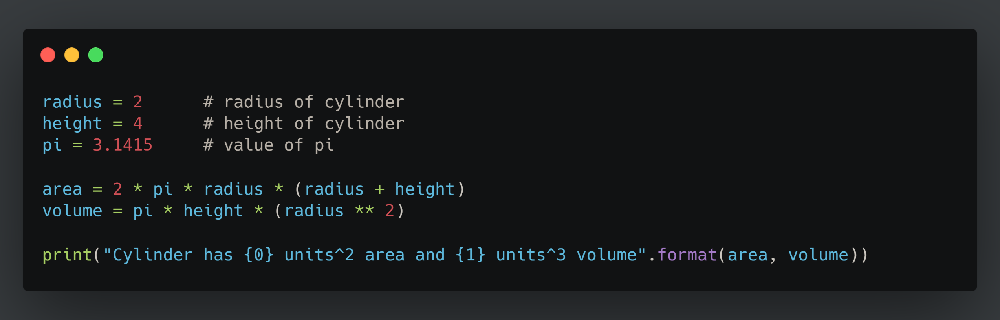 radius = 2      # radius of cylinder
height = 4      # height of cylinder
pi = 3.1415     # value of pi
area = 2 * pi * radius * (radius + height)
volume = pi * height * (radius ** 2)
print("Cylinder has {0} units^2 area and {1} units^3 volume".format(area, volume))